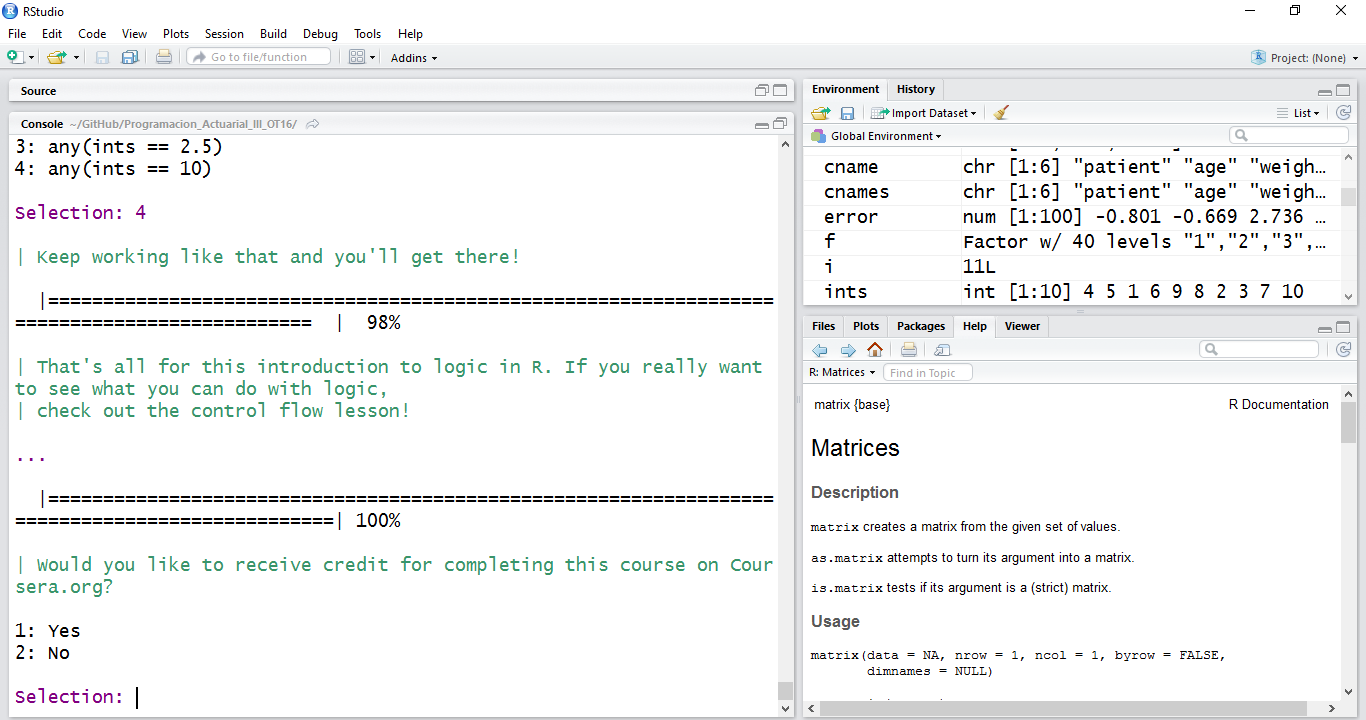 RStudio
File Edit Code View Plots Session Build Debug Tools Help
Go to file/function Addins Project: (None)
Source
Console ~/GitHub/Programacion_Actuarial_III_OT16/
3: any(ints == 2.5)
4: any(ints == 10)
Selection: 4
| Keep working like that and you'll get there!
|===================================================================
=========================== | 98%
| That's all for this introduction to logic in R. If you really want
to see what you can do with logic,
| check out the control flow lesson!
...
|===================================================================
=============================| 100%
| Would you like to receive credit for completing this course on Cour
sera.org?
1: Yes
2: No
Selection:
Environment History
Import Dataset List
Global Environment
cname chr [1:6] "patient" "age" "weigh…
cnames chr [1:6] "patient" "age" "weigh…
error num [1:100] -0.801 -0.669 2.736 …
f Factor w/ 40 levels "1","2","3",…
i 11L
ints int [1:10] 4 5 1 6 9 8 2 3 7 10
Files Plots Packages Help Viewer
R: Matrices Find in Topic
matrix {base} R Documentation
Matrices
Description
matrix creates a matrix from the given set of values.
as.matrix attempts to turn its argument into a matrix.
is.matrix tests if its argument is a (strict) matrix.
Usage
matrix(data = NA, nrow = 1, ncol = 1, byrow = FALSE,
dimnames = NULL)